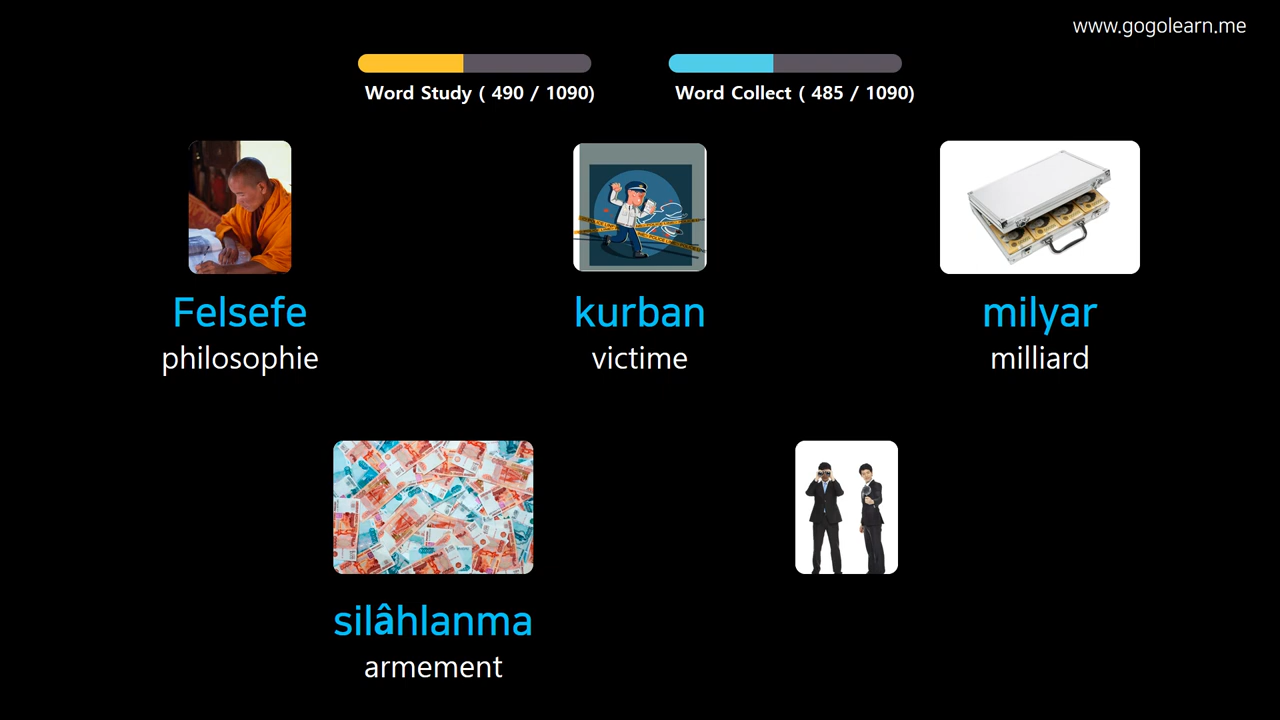 www.gogolearn.me
Word Study ( 490 / 1090)
Word Collect ( 485 / 1090)
Felsefe
philosophie
kurban
victime
milyar
milliard
silâhlanma
armement